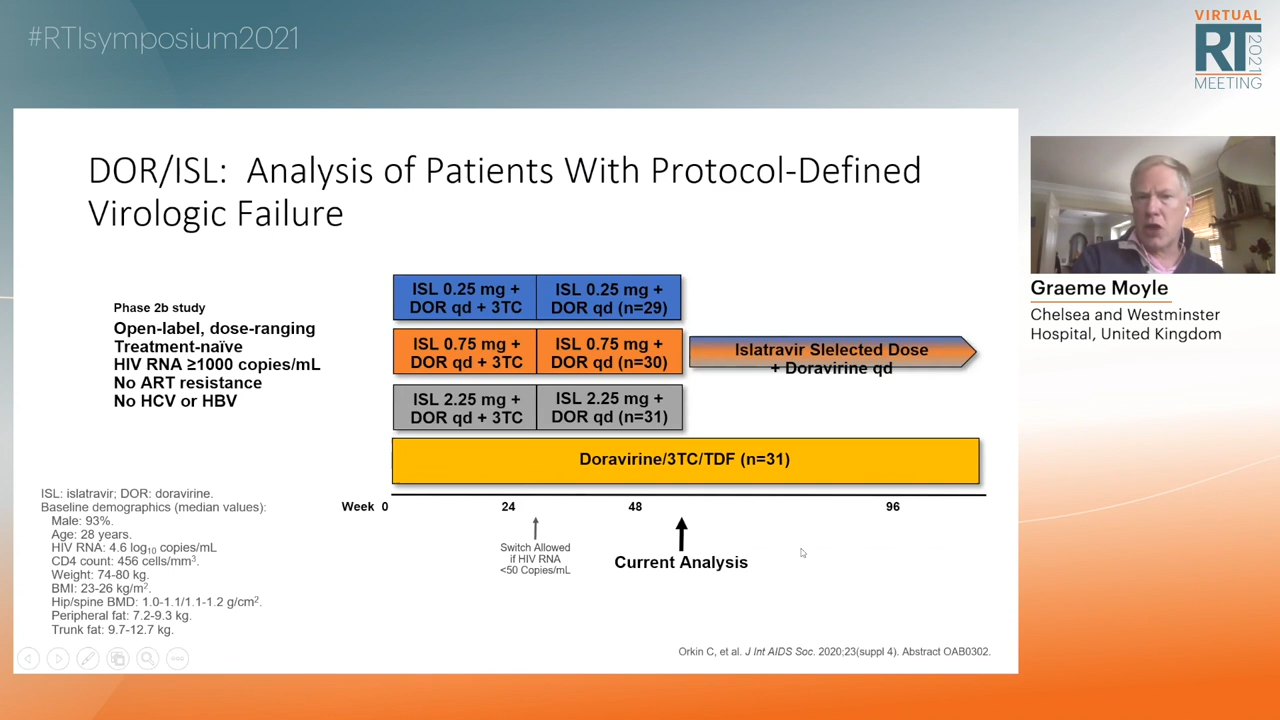 #RTIsymposium2021
VIRTUAL
RT
2021
MEETING
DOR/ISL: Analysis of Patients With Protocol-Defined
Virologic Failure
Graeme Moyle
Chelsea and Westminster
Hospital, United Kingdom
Phase 2b study
Open-label, dose-ranging
Treatment-naïve
HIV RNA ≥1000 copies/mL
No ART resistance
No HCV or HBV
ISL 0.25 mg +
DOR qd + 3TC
ISL 0.25 mg +
DOR qd (n=29)
ISL 0.75 mg +
DOR qd + 3TC
ISL 0.75 mg +
DOR qd (n=30)
Islatravir Slelected Dose
+ Doravirine qd
ISL 2.25 mg +
DOR qd + 3TC
ISL 2.25 mg +
DOR qd (n=31)
Doravirine/3TC/TDF (n=31)
Week 0 24 48 96
Switch Allowed
if HIV RNA
<50 Copies/mL
Current Analysis
ISL: islatravir; DOR: doravirine.
Baseline demographics (median values):
Male: 93%.
Age: 28 years.
HIV RNA: 4.6 log10 copies/mL
CD4 count: 456 cells/mm3.
Weight: 74-80 kg.
BMI: 23-26 kg/m2.
Hip/spine BMD: 1.0-1.1/1.1-1.2 g/cm2.
Peripheral fat: 7.2-9.3 kg.
Trunk fat: 9.7-12.7 kg.
Orkin C, et al. J Int AIDS Soc. 2020;23(suppl 4). Abstract OAB0302.